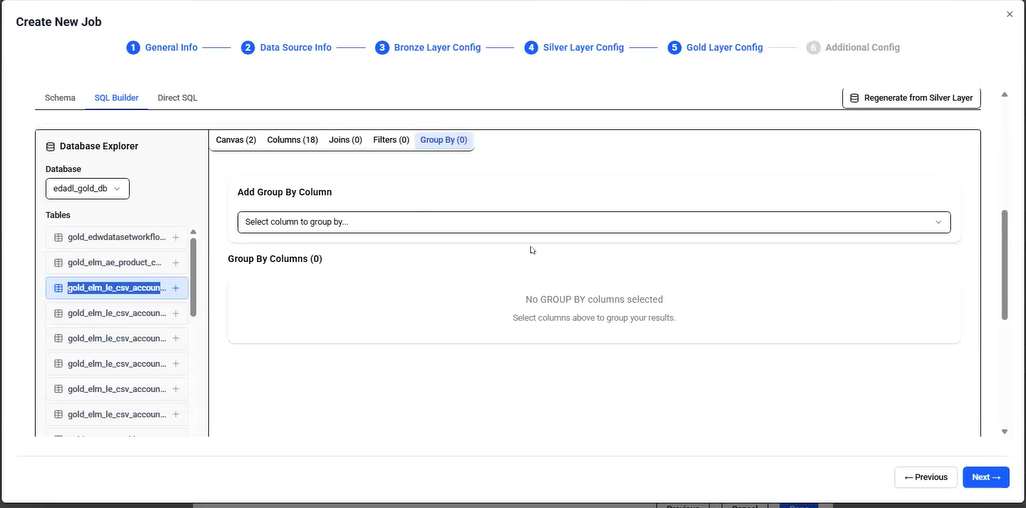 Create New Job
1 General Info
2 Data Source Info
3 Bronze Layer Config
4 Silver Layer Config
5 Gold Layer Config
6 Additional Config
Schema
SQL Builder
Direct SQL
Regenerate from Silver Layer
Database Explorer
Database
edadl_gold_db
Tables
gold_edwdatasetworkflo...
gold_elm_ae_product_c...
gold_elm_le_csv_accoun...
gold_elm_le_csv_accoun...
gold_elm_le_csv_accoun...
gold_elm_le_csv_accoun...
gold_elm_le_csv_accoun...
gold_elm_le_csv_accoun...
Canvas (2)
Columns (18)
Joins (0)
Filters (0)
Group By (0)
Add Group By Column
Select column to group by...
Group By Columns (0)
No GROUP BY columns selected
Select columns above to group your results.
← Previous
Next →